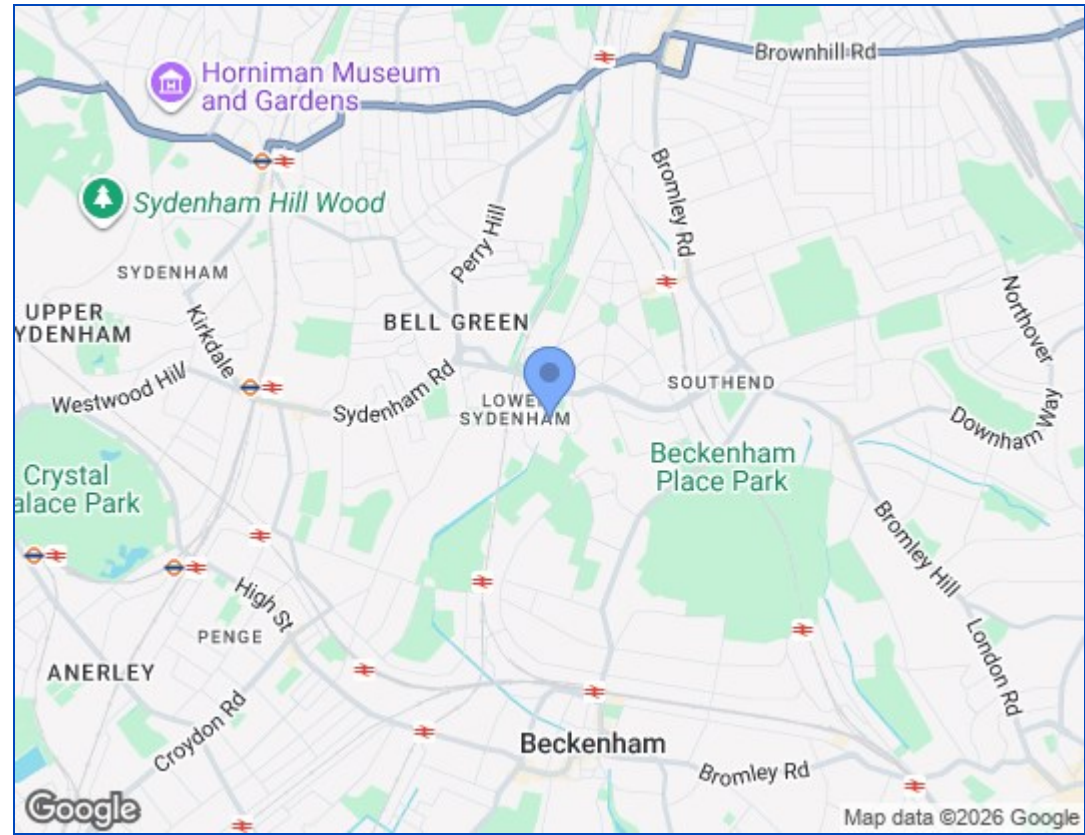 Brownhill Rd
Horniman Museum
and Gardens
Bromley Rd
Sydenham Hill Wood
Perry Hill
SYDENHAM
Northover
UPPER
YDENHAM
Kirkdale
BELL GREEN
Westwood Hill
Sydenham Rd
LOWER
SYDENHAM
SOUTHEND
Downham Way
Crystal
alace Park
Beckenham
Place Park
Bromley Hill
High St
PENGE
London Rd
ANERLEY
Croydon Rd
Beckenham
Bromley Rd
Google
Map data ©2026 Google